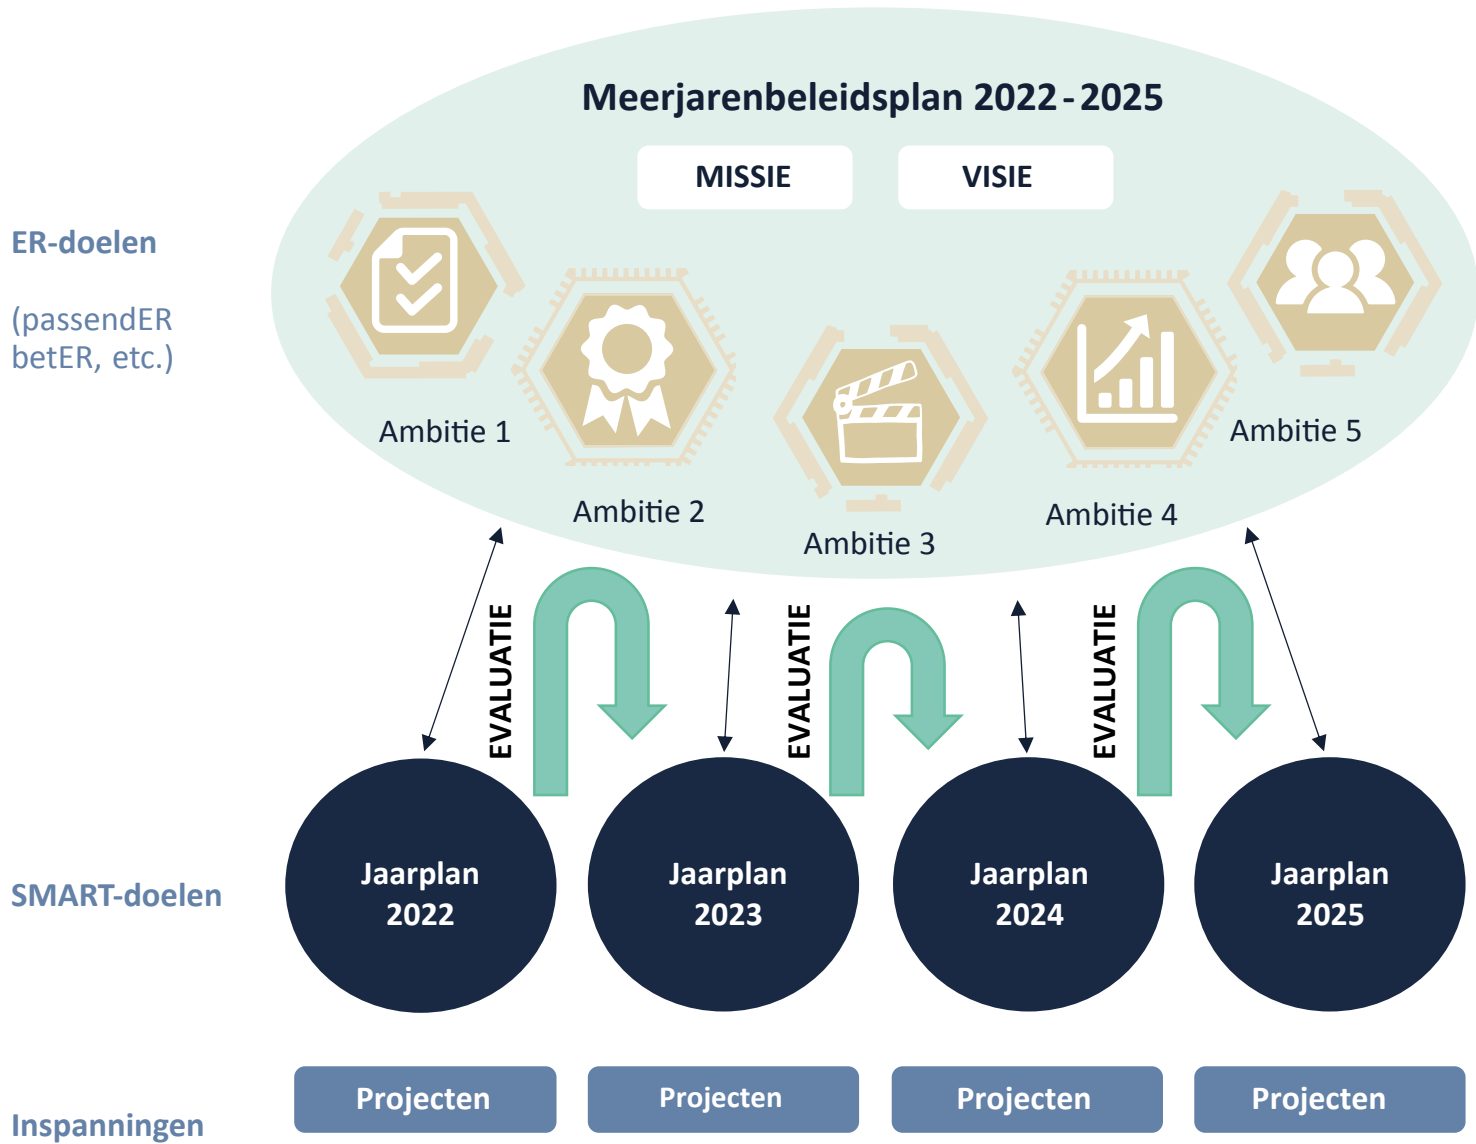 Meerjarenbeleidsplan 2022 - 2025
MISSIE
VISIE
ER-doelen
(passendER
betER, etc.)
Ambitie 1
Ambitie 2
Ambitie 3
Ambitie 4
Ambitie 5
EVALUATIE
EVALUATIE
EVALUATIE
SMART-doelen
Jaarplan
2022
Jaarplan
2023
Jaarplan
2024
Jaarplan
2025
Inspanningen
Projecten
Projecten
Projecten
Projecten